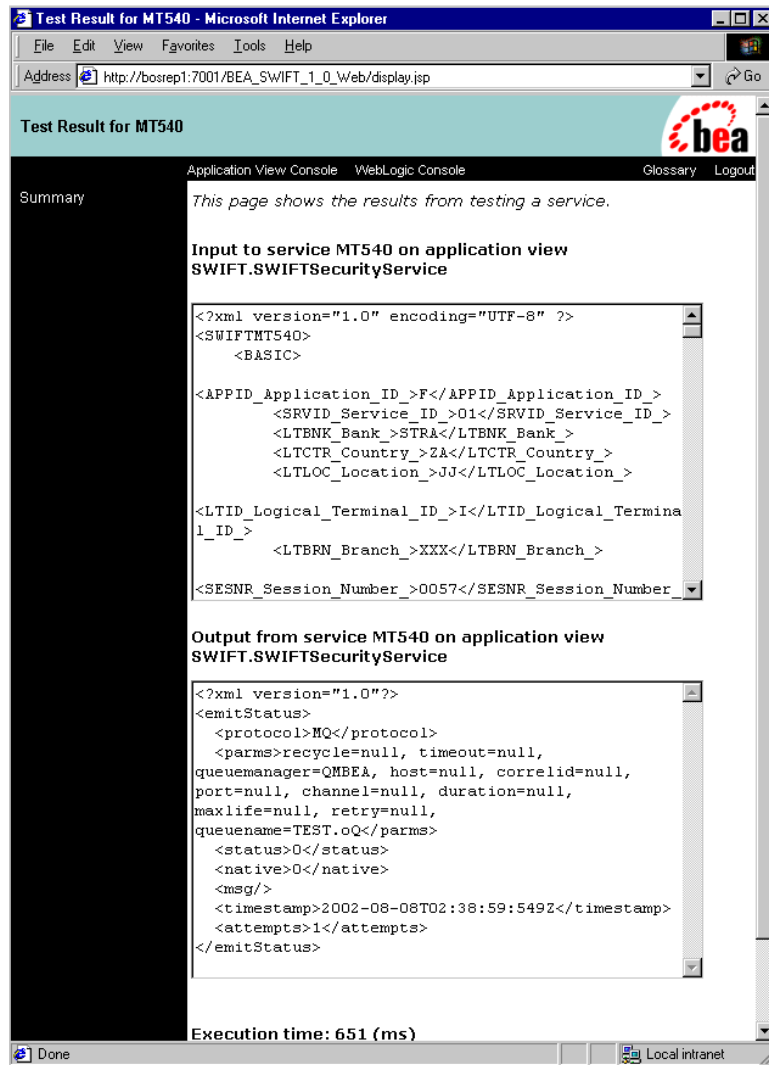 Test Result for MT540 - Microsoft Internet Explorer
File Edit View Favorites Tools Help
Address http://bosrep1:7001/BEA_SWIFT_1_0_Web/display.jsp Go
Test Result for MT540
bea
Application View Console WebLogic Console Glossary Logout
Summary
This page shows the results from testing a service.
Input to service MT540 on application view
SWIFT.SWIFTSecurityService
<?xml version="1.0" encoding="UTF-8" ?>
<SWIFTMT540>
<BASIC>
<APPID_Application_ID_>F</APPID_Application_ID_>
<SRVID_Service_ID_>01</SRVID_Service_ID_>
<LTBNK_Bank_>STRA</LTBNK_Bank_>
<LTCTR_Country_>ZA</LTCTR_Country_>
<LTLOC_Location_>JJ</LTLOC_Location_>
<LTID_Logical_Terminal_ID_>I</LTID_Logical_Termina
l_ID_>
<LTBRN_Branch_>XXX</LTBRN_Branch_>
<SESNR_Session_Number_>0057</SESNR_Session_Number_
Output from service MT540 on application view
SWIFT.SWIFTSecurityService
<?xml version="1.0"?>
<emitStatus>
<protocol>MQ</protocol>
<parms>recycle=null, timeout=null,
queuemanager=QMBEA, host=null, correlid=null,
port=null, channel=null, duration=null,
maxlife=null, retry=null,
queuename=TEST.oQ</parms>
<status>0</status>
<native>0</native>
<msg/>
<timestamp>2002-08-08T02:38:59:549Z</timestamp>
<attempts>1</attempts>
</emitStatus>
Execution time: 651 (ms)
Done Local intranet